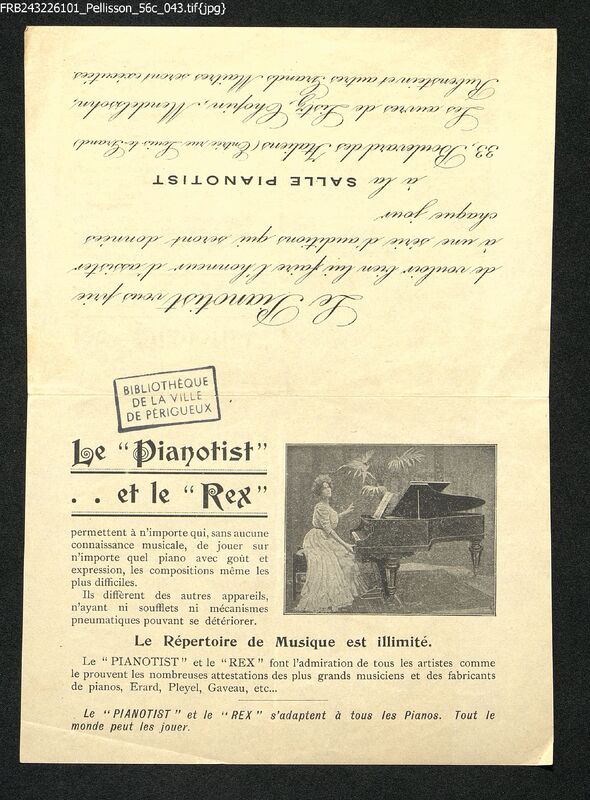 FRB243226101_Pellisson_56c_043.tif{jpg}
Le Pianotist vous prie
de vouloir bien lui faire l'honneur d'assister
à une série d'auditions qui seront données
chaque jour
à la SALLE PIANOTIST
33, Boulevard des Italiens (Entrée, rue Louis-le-Grand)
Les œuvres de Listz, Chopin, Mendelssohn,
Rubenstein et autres Grands Maîtres seront exécutées
BIBLIOTHÈQUE
DE LA VILLE
DE PÉRIGUEUX
Le "Pianotist"
. . et le "Rex"
permettent à n'importe qui, sans aucune
connaissance musicale, de jouer sur
n'importe quel piano avec goût et
expression, les compositions même les
plus difficiles.
Ils diffèrent des autres appareils,
n'ayant ni soufflets ni mécanismes
pneumatiques pouvant se détériorer.
Le Répertoire de Musique est illimité.
Le "PIANOTIST" et le "REX" font l'admiration de tous les artistes comme
le prouvent les nombreuses attestations des plus grands musiciens et des fabricants
de pianos, Erard, Pleyel, Gaveau, etc...
Le "PIANOTIST" et le "REX" s'adaptent à tous les Pianos. Tout le
monde peut les jouer.